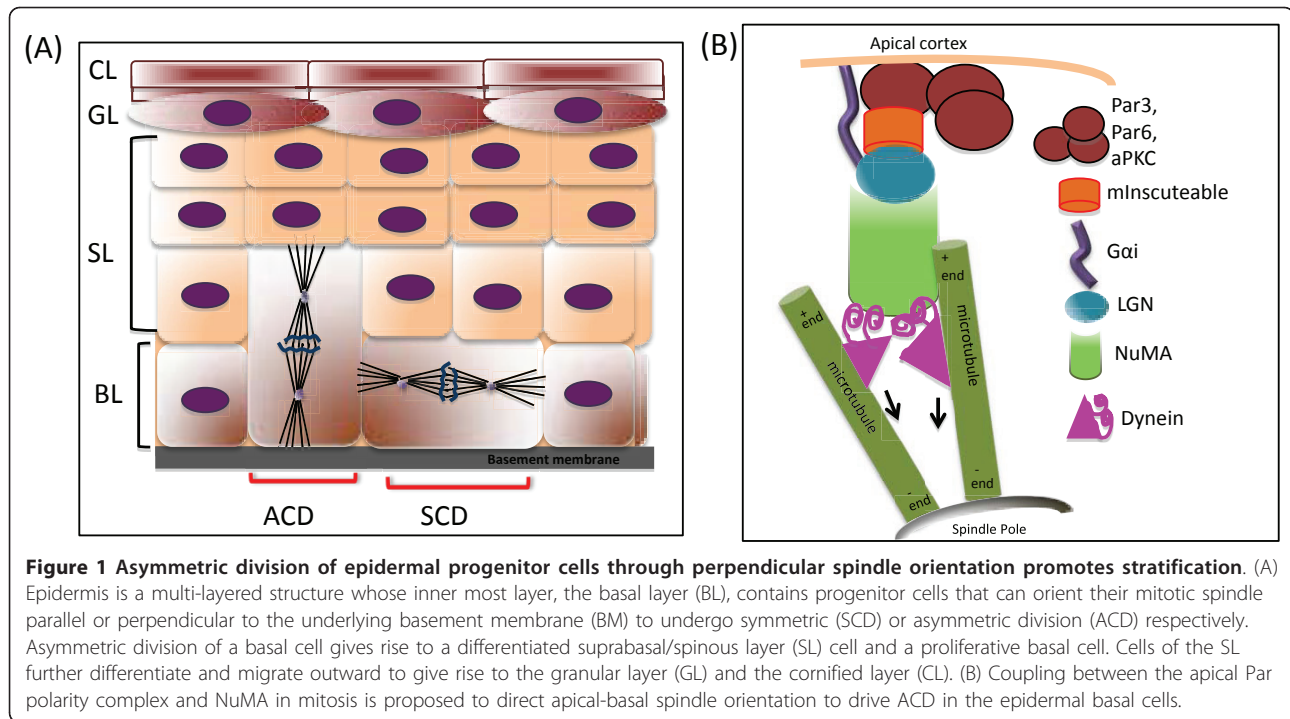 (A)
CL
GL
SL
BL
Basement membrane
ACD
SCD
(B)
Apical cortex
Par3,
Par6,
aPKC
mInscuteable
Gαi
LGN
NuMA
Dynein
+
end
microtubule
-
end
+
end
microtubule
-
end
Spindle Pole
Figure 1 Asymmetric division of epidermal progenitor cells through perpendicular spindle orientation promotes stratification. (A)
Epidermis is a multi-layered structure whose inner most layer, the basal layer (BL), contains progenitor cells that can orient their mitotic spindle
parallel or perpendicular to the underlying basement membrane (BM) to undergo symmetric (SCD) or asymmetric division (ACD) respectively.
Asymmetric division of a basal cell gives rise to a differentiated suprabasal/spinous layer (SL) cell and a proliferative basal cell. Cells of the SL
further differentiate and migrate outward to give rise to the granular layer (GL) and the cornified layer (CL). (B) Coupling between the apical Par
polarity complex and NuMA in mitosis is proposed to direct apical-basal spindle orientation to drive ACD in the epidermal basal cells.